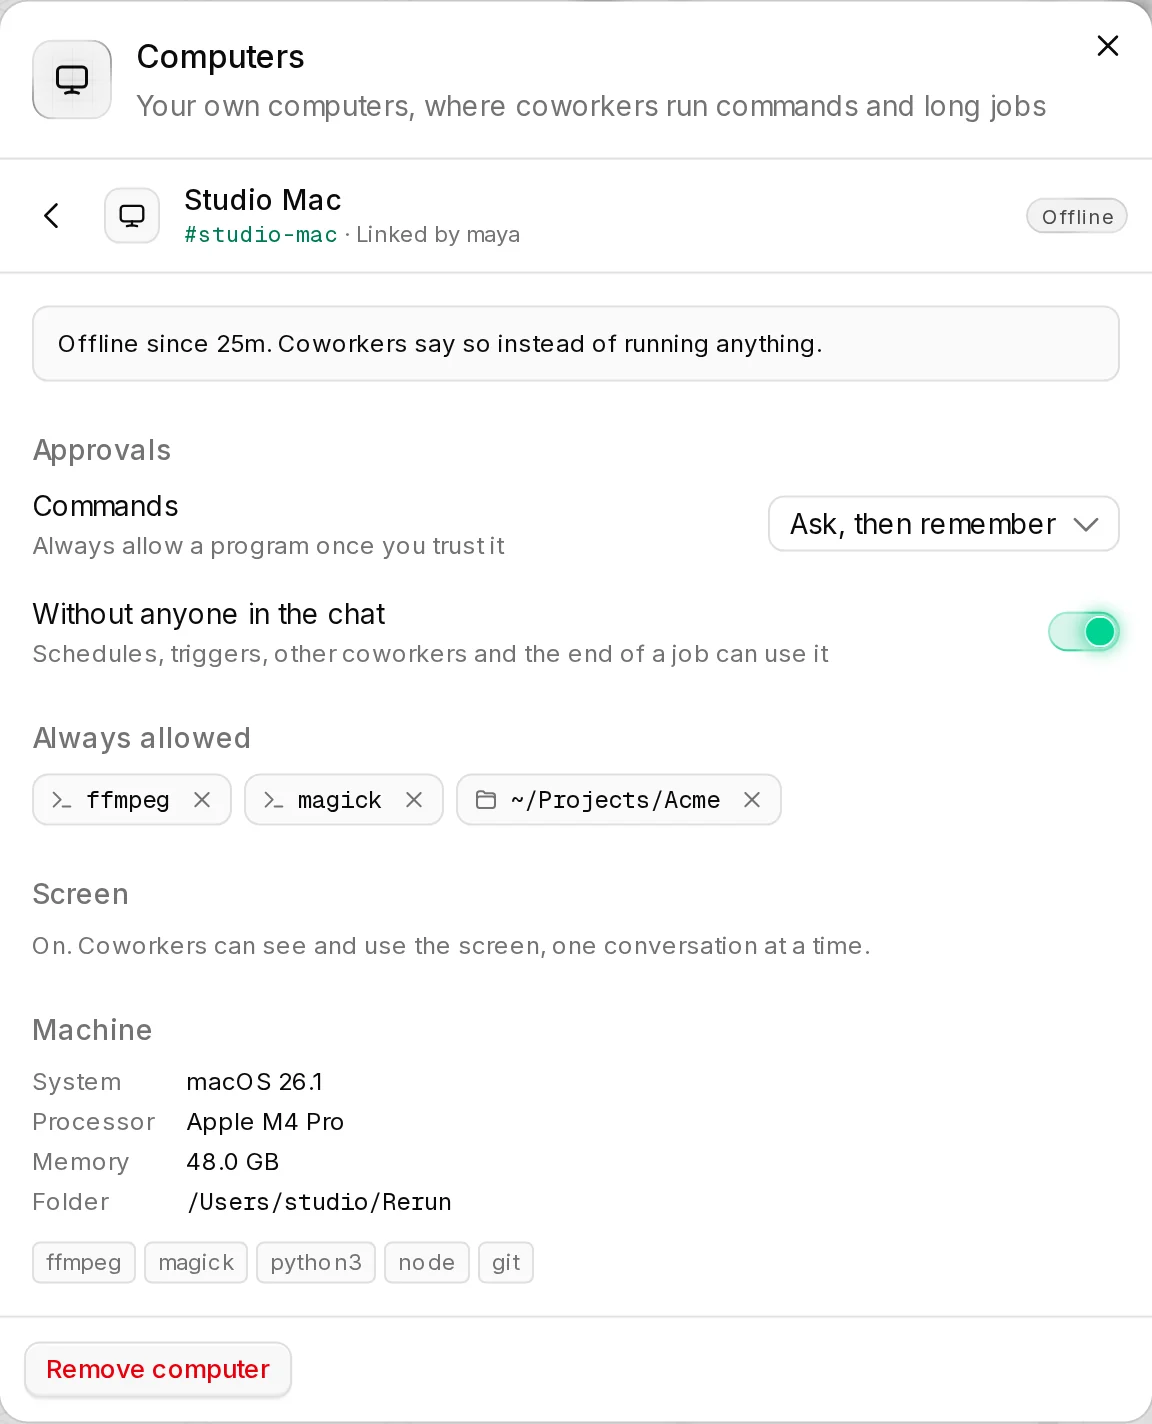 Computers
Your own computers, where coworkers run commands and long jobs
Studio Mac
#studio-mac · Linked by maya
Offline
Offline since 25m. Coworkers say so instead of running anything.
Approvals
Commands
Always allow a program once you trust it
Ask, then remember
Without anyone in the chat
Schedules, triggers, other coworkers and the end of a job can use it
Always allowed
ffmpeg
magick
~/Projects/Acme
Screen
On. Coworkers can see and use the screen, one conversation at a time.
Machine
System macOS 26.1
Processor Apple M4 Pro
Memory 48.0 GB
Folder /Users/studio/Rerun
ffmpeg magick python3 node git
Remove computer